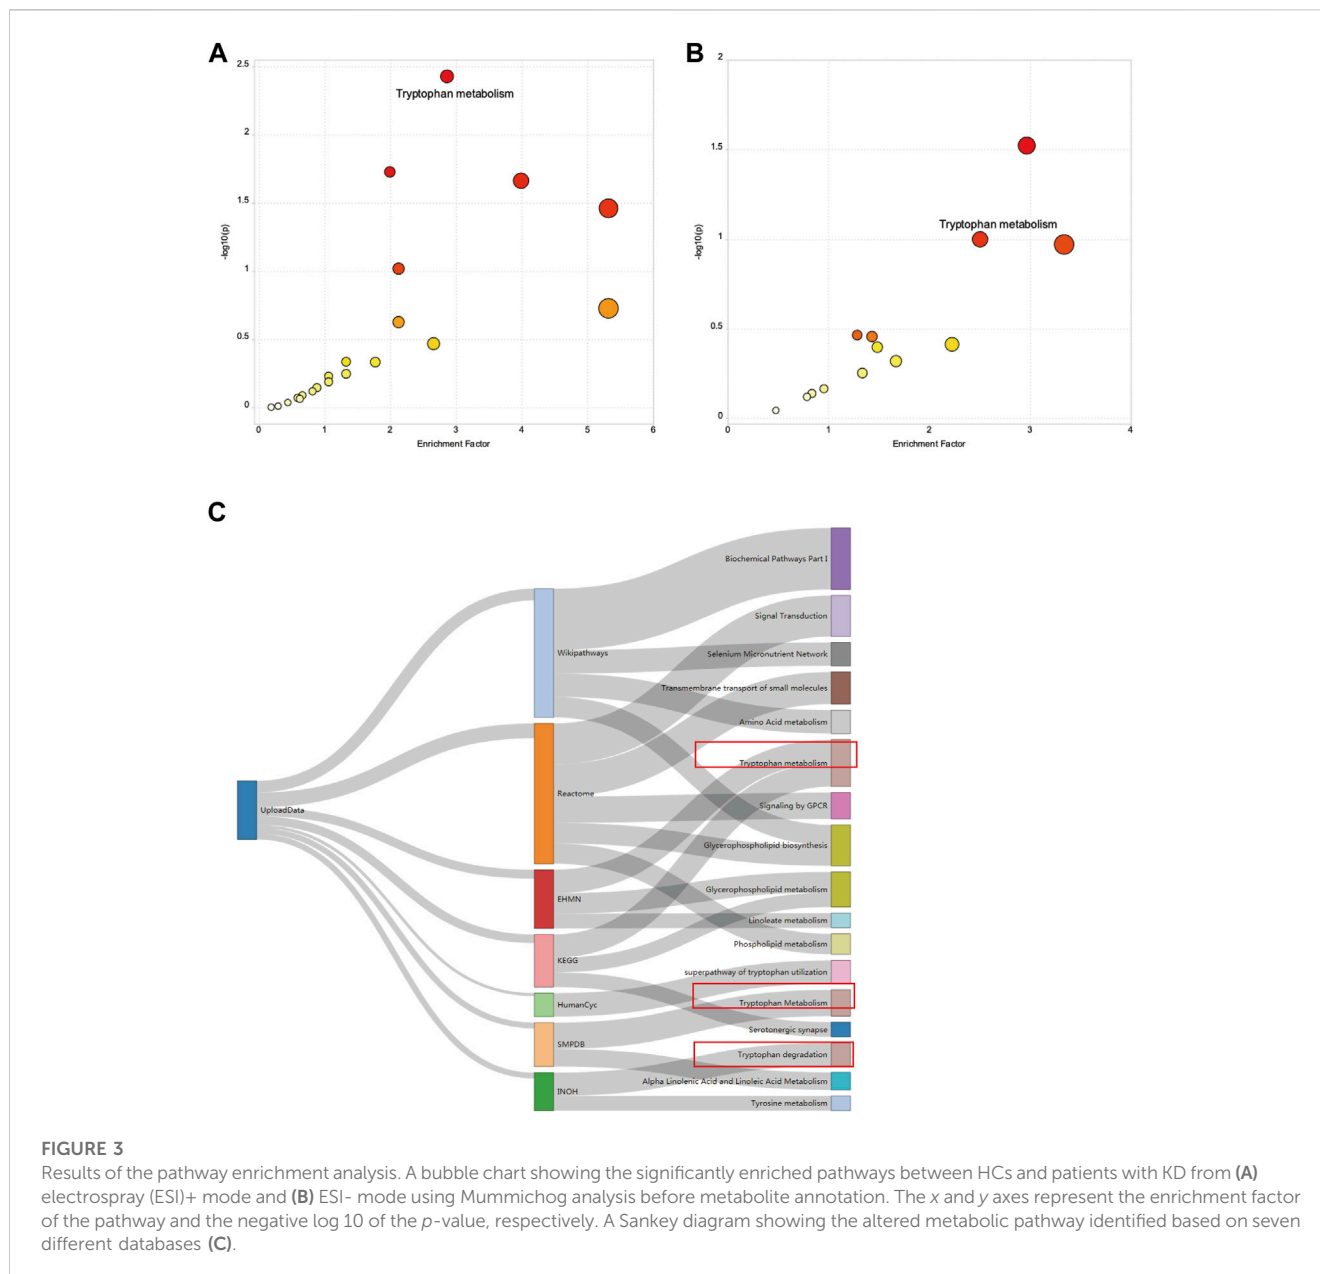 A
2.5
2
1.5
1
0.5
0
0 1 2 3 4 5 6
-log10(p)
Enrichment Factor
Tryptophan metabolism
B
2
1.5
1
0.5
0
0 1 2 3 4
-log10(p)
Enrichment Factor
Tryptophan metabolism
C
UploadData
Wikipathways
Reactome
EHMN
KEGG
HumanCyc
SMPDB
INOH
Biochemical Pathways Part I
Signal Transduction
Selenium Micronutrient Network
Transmembrane transport of small molecules
Amino Acid metabolism
Tryptophan metabolism
Signaling by GPCR
Glycerophospholipid biosynthesis
Glycerophospholipid metabolism
Linoleate metabolism
Phospholipid metabolism
superpathway of tryptophan utilization
Tryptophan Metabolism
Serotonergic synapse
Tryptophan degradation
Alpha Linolenic Acid and Linoleic Acid Metabolism
Tyrosine metabolism
FIGURE 3
Results of the pathway enrichment analysis. A bubble chart showing the significantly enriched pathways between HCs and patients with KD from (A)
electrospray (ESI)+ mode and (B) ESI- mode using Mummichog analysis before metabolite annotation. The x and y axes represent the enrichment factor
of the pathway and the negative log 10 of the p-value, respectively. A Sankey diagram showing the altered metabolic pathway identified based on seven
different databases (C).